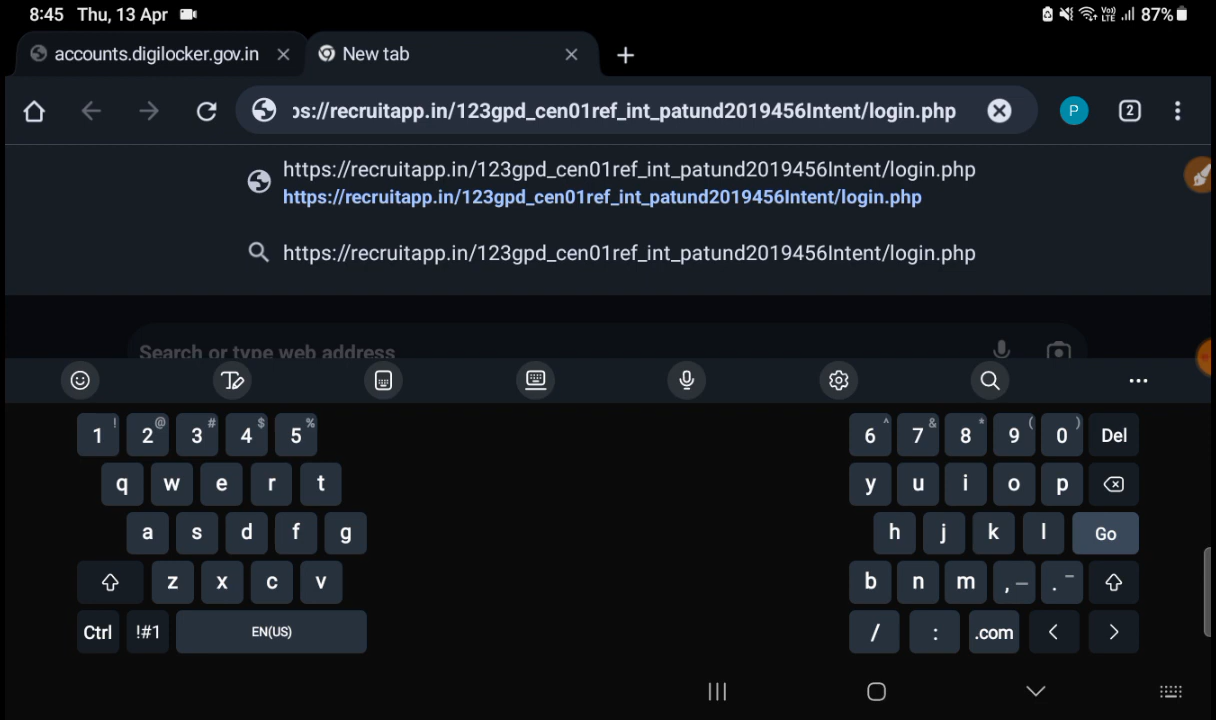 8:45 Thu, 13 Apr
Vo)) LTE 87%
accounts.digilocker.gov.in New tab
ps://recruitapp.in/123gpd_cen01ref_int_patund2019456Intent/login.php P 2
https://recruitapp.in/123gpd_cen01ref_int_patund2019456Intent/login.php
https://recruitapp.in/123gpd_cen01ref_int_patund2019456Intent/login.php
https://recruitapp.in/123gpd_cen01ref_int_patund2019456Intent/login.php
Search or type web address
1 ! 2 @ 3 # 4 $ 5 % 6 ^ 7 & 8 * 9 ( 0 ) Del
q w e r t y u i o p
a s d f g h j k l Go
z x c v b n m , — . ¯
Ctrl !#1 EN(US) / : .com < >